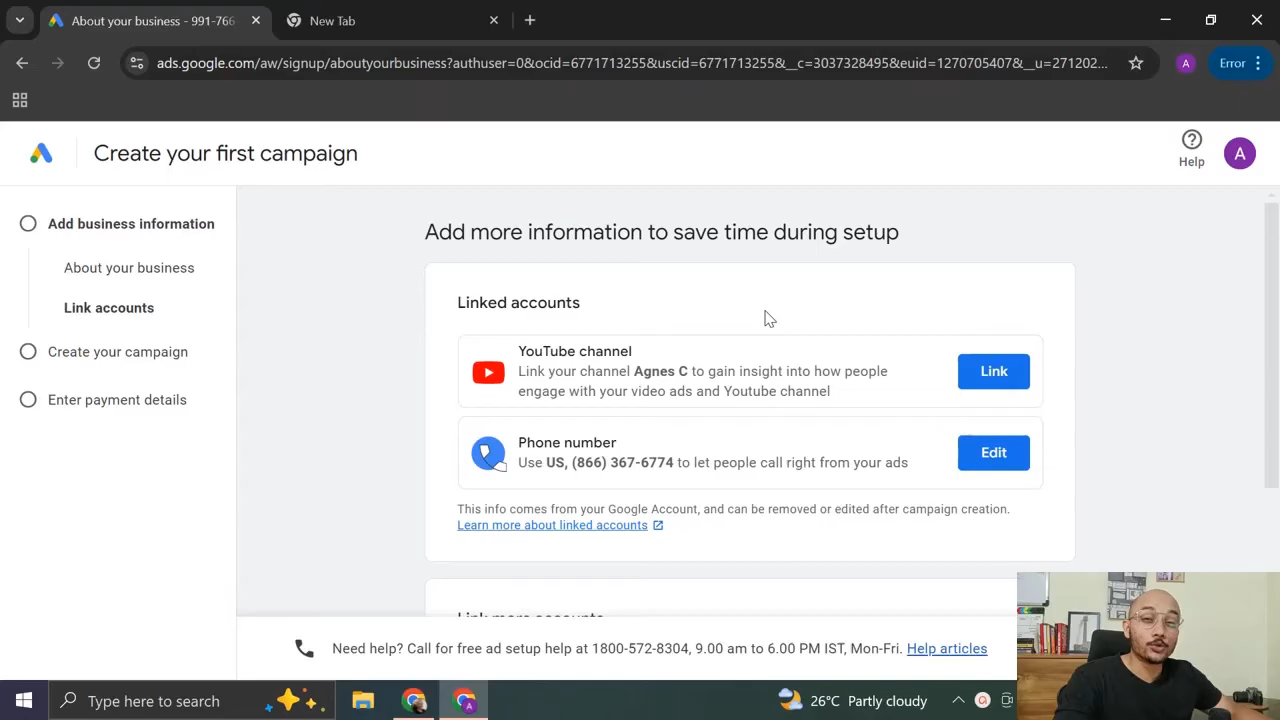 About your business - 991-766
New Tab
ads.google.com/aw/signup/aboutyourbusiness?authuser=0&ocid=6771713255&uscid=6771713255&__c=3037328495&euid=1270705407&__u=271202...
A
Error
Create your first campaign
Help
A
Add business information
About your business
Link accounts
Create your campaign
Enter payment details
Add more information to save time during setup
Linked accounts
YouTube channel
Link your channel Agnes C to gain insight into how people
engage with your video ads and Youtube channel
Link
Phone number
Use US, (866) 367-6774 to let people call right from your ads
Edit
This info comes from your Google Account, and can be removed or edited after campaign creation.
Learn more about linked accounts
Link more accounts
Need help? Call for free ad setup help at 1800-572-8304, 9.00 am to 6.00 PM IST, Mon-Fri. Help articles
Type here to search
26°C Partly cloudy